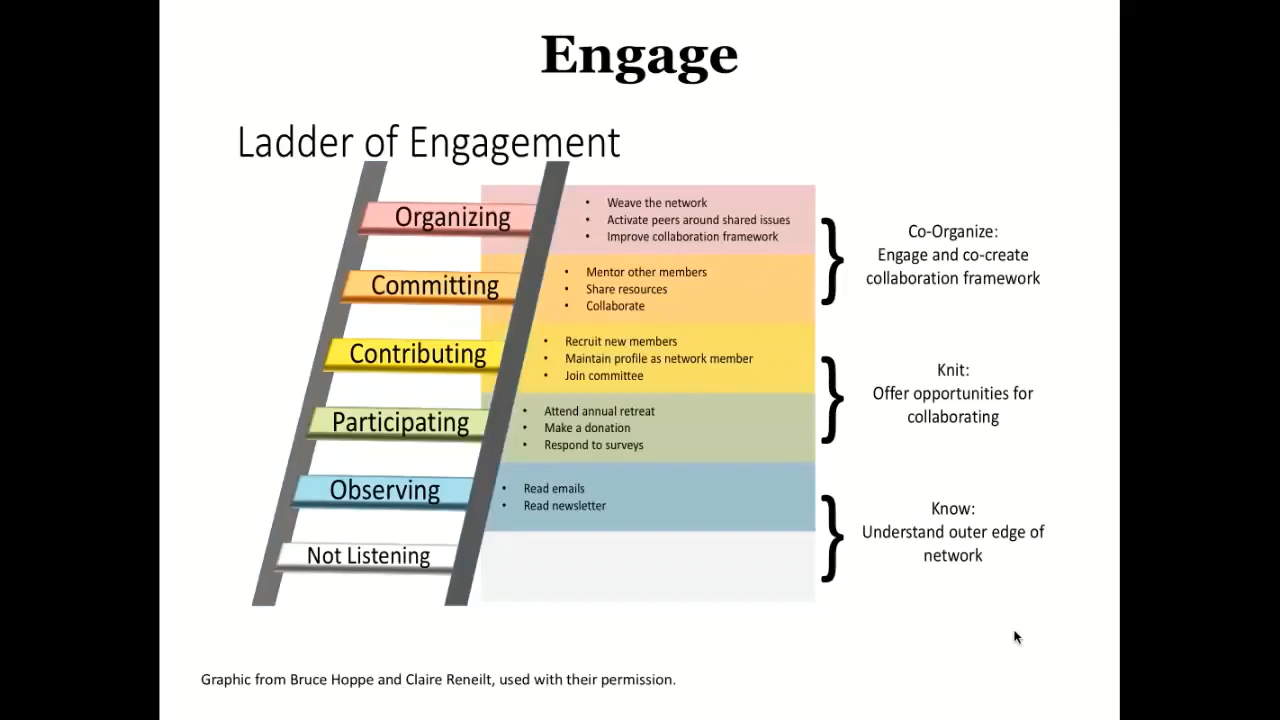 Engage
Ladder of Engagement
Organizing
• Weave the network
• Activate peers around shared issues
• Improve collaboration framework
Committing
• Mentor other members
• Share resources
• Collaborate
Contributing
• Recruit new members
• Maintain profile as network member
• Join committee
Participating
• Attend annual retreat
• Make a donation
• Respond to surveys
Observing
• Read emails
• Read newsletter
Not Listening
Co-Organize:
Engage and co-create
collaboration framework
Knit:
Offer opportunities for
collaborating
Know:
Understand outer edge of
network
Graphic from Bruce Hoppe and Claire Reneilt, used with their permission.